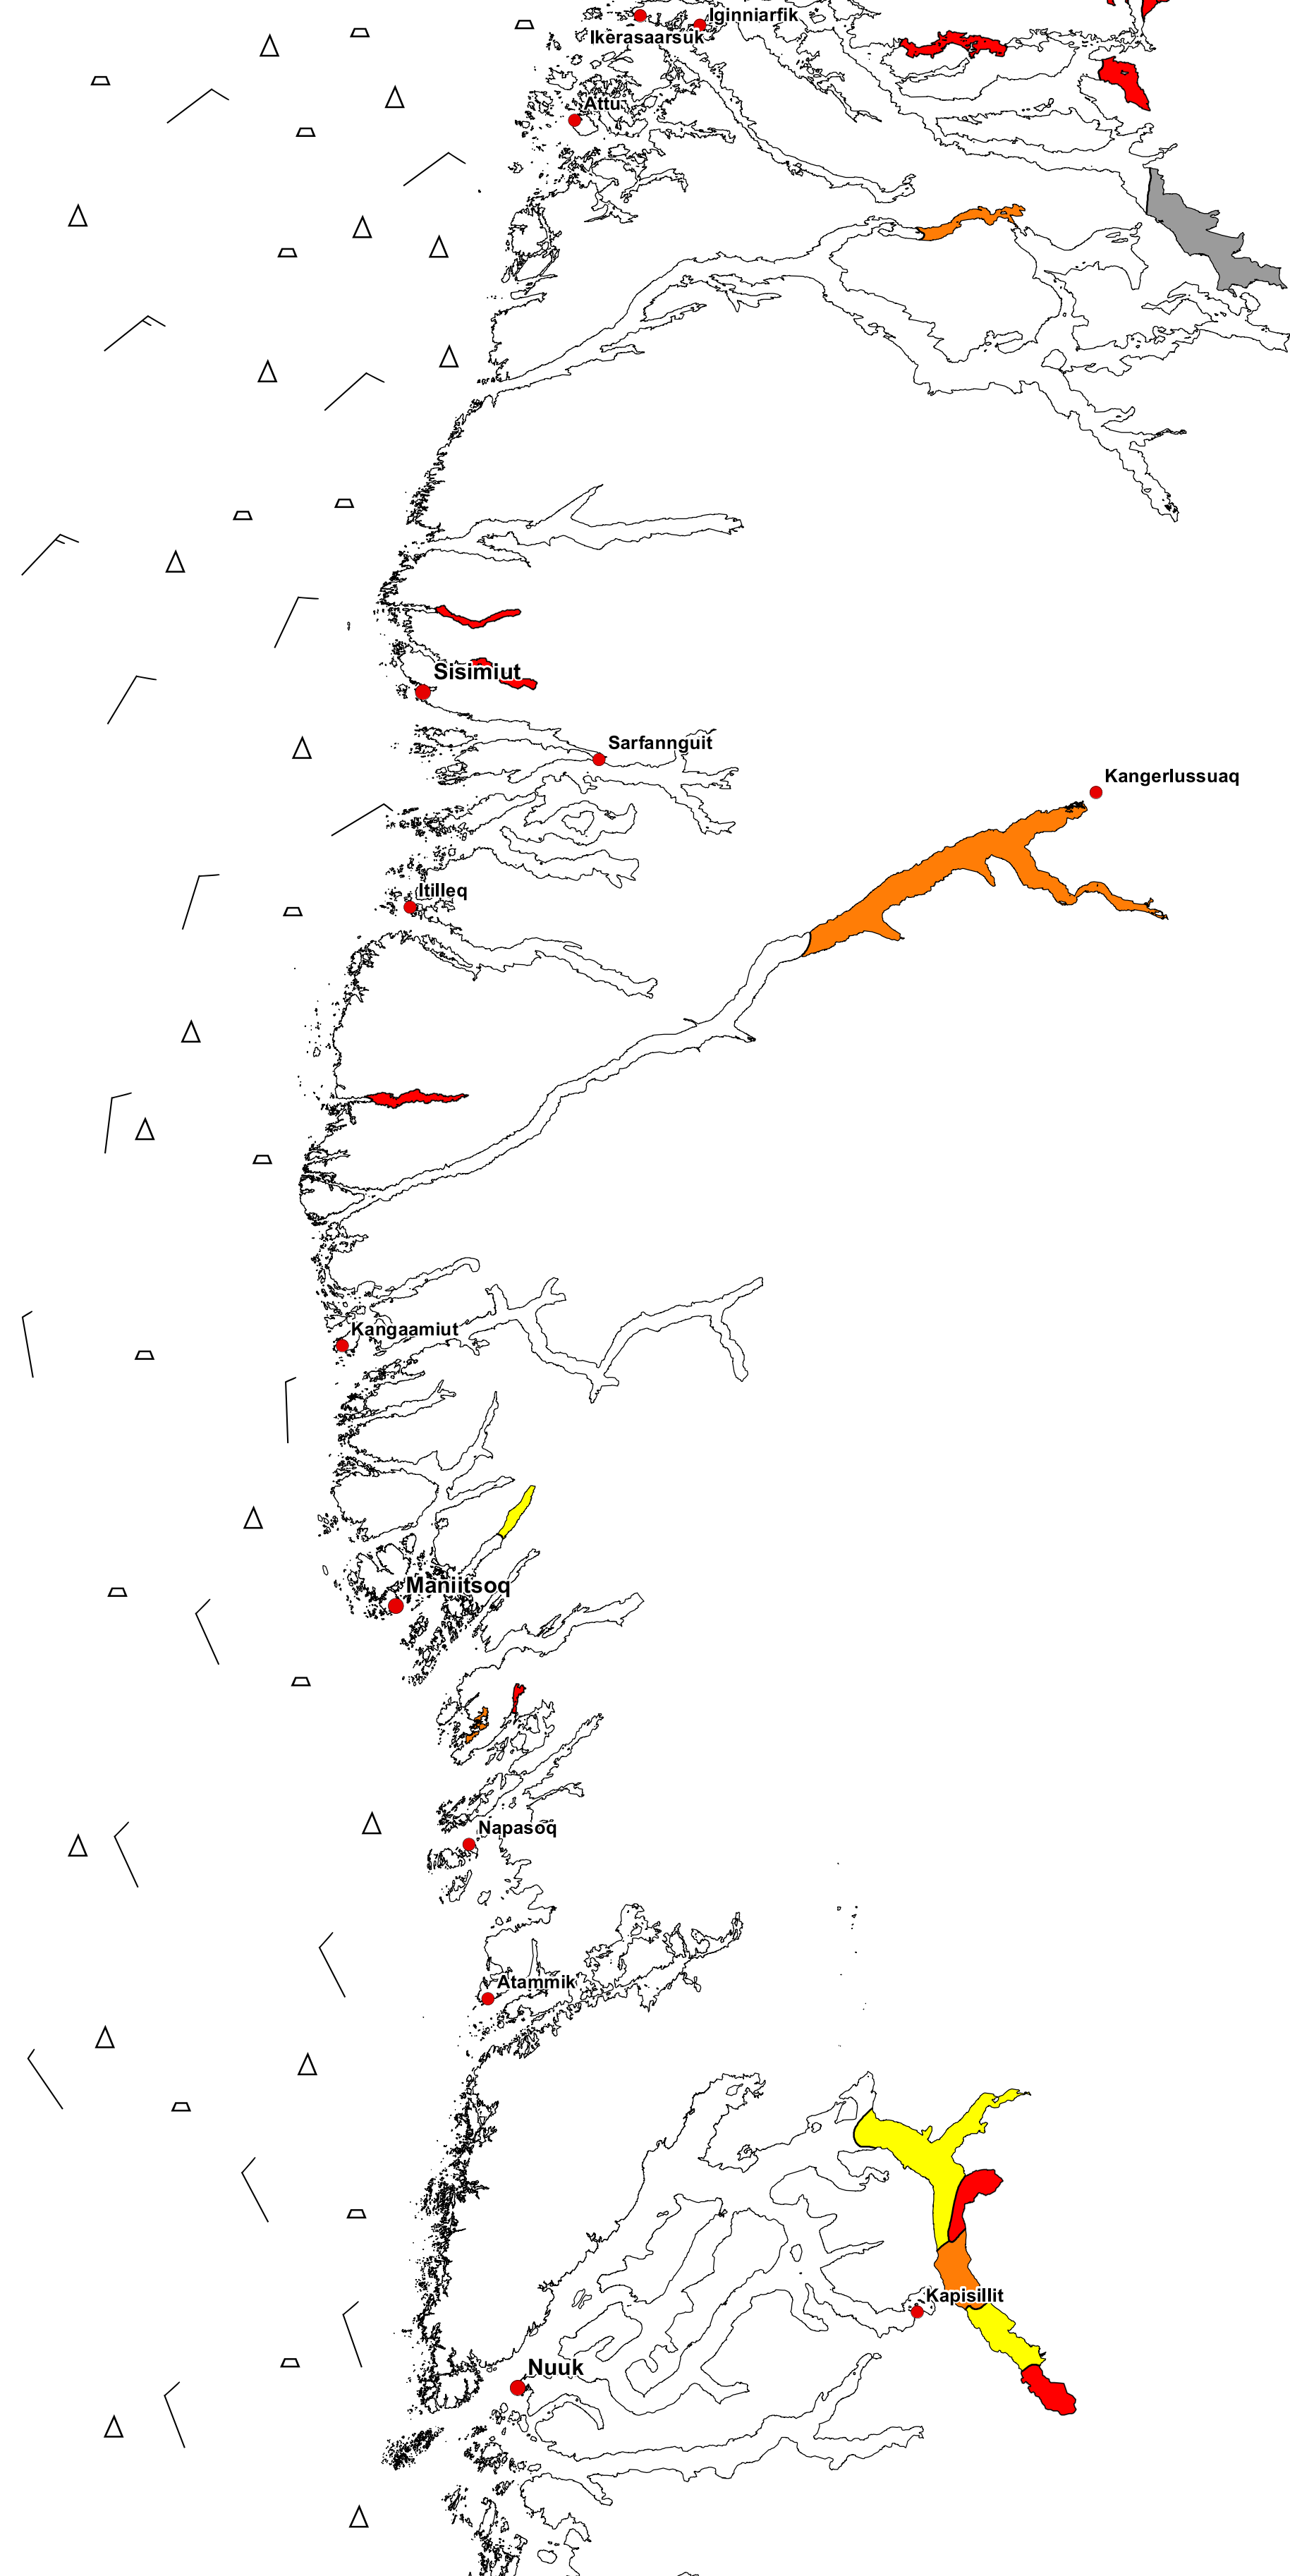 Iginniarfik
Ikerasaarsuk
Attu
Sisimiut
Sarfannguit
Kangerlussuaq
Itilleq
Kangaamiut
Maniitsoq
Napasoq
Atammik
Kapisillit
Nuuk